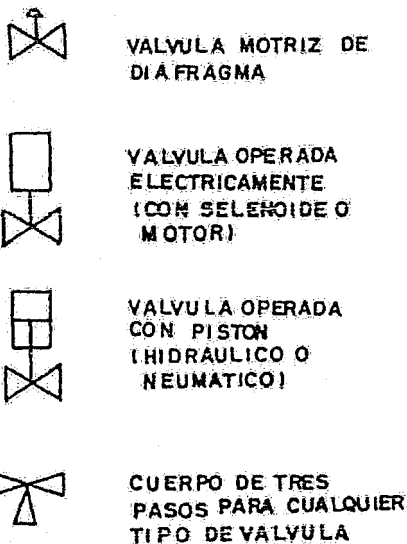 VALVULA MOTRIZ DE
DIAFRAGMA
VALVULA OPERADA
ELECTRICAMENTE
(CON SELENOIDE O
MOTOR)
VALVULA OPERADA
CON PISTON
(HIDRAULICO O
NEUMATICO)
CUERPO DE TRES
PASOS PARA CUALQUIER
TIPO DE VALVULA